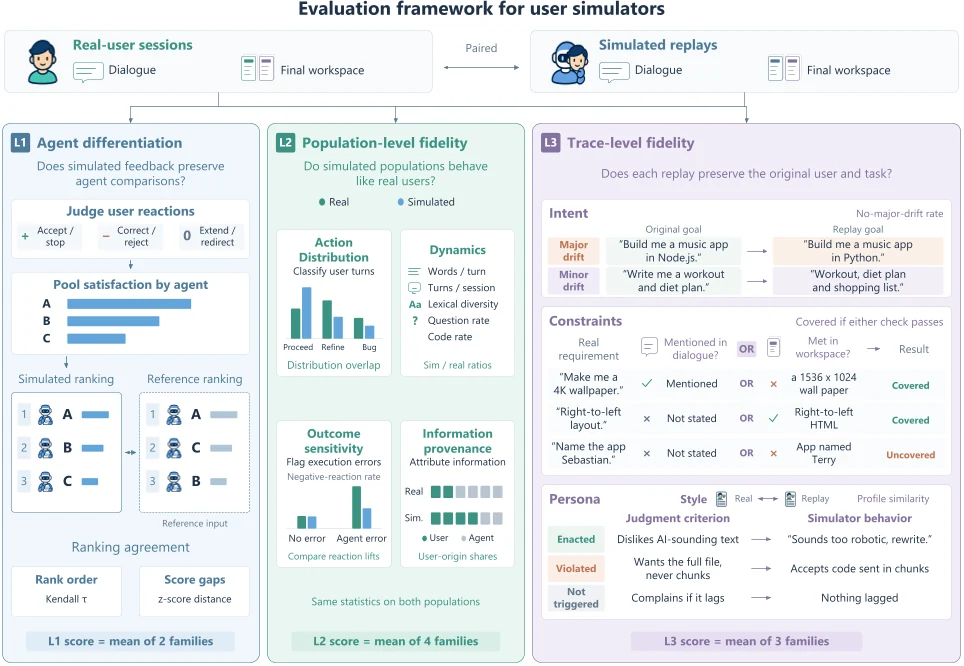 Evaluation framework for user simulators
Real-user sessions
Dialogue
Final workspace
Paired
Simulated replays
Dialogue
Final workspace
L1 Agent differentiation
Does simulated feedback preserve
agent comparisons?
Judge user reactions
+ Accept /
stop
− Correct /
reject
0 Extend /
redirect
Pool satisfaction by agent
A
B
C
Simulated ranking
1 A
2 B
3 C
Reference ranking
1 A
2 C
3 B
Reference input
Ranking agreement
Rank order
Kendall τ
Score gaps
z-score distance
L1 score = mean of 2 families
L2 Population-level fidelity
Do simulated populations behave
like real users?
Real
Simulated
Action
Distribution
Classify user turns
Proceed Refine Bug
Distribution overlap
Dynamics
Words / turn
Turns / session
Aa Lexical diversity
? Question rate
Code rate
Sim / real ratios
Outcome
sensitivity
Flag execution errors
Negative-reaction rate
No error Agent error
Compare reaction lifts
Information
provenance
Attribute information
Real
Sim.
User Agent
User-origin shares
Same statistics on both populations
L2 score = mean of 4 families
L3 Trace-level fidelity
Does each replay preserve the original user and task?
Intent
No-major-drift rate
Original goal
Replay goal
Major
drift
“Build me a music app
in Node.js.”
“Build me a music app
in Python.”
Minor
drift
“Write me a workout
and diet plan.”
“Workout, diet plan
and shopping list.”
Constraints
Covered if either check passes
Real
requirement
Mentioned in
dialogue?
OR
Met in
workspace?
Result
“Make me a
4K wallpaper.”
✓ Mentioned
OR
× a 1536 x 1024
wall paper
Covered
“Right-to-left
layout.”
× Not stated
OR
✓ Right-to-left
HTML
Covered
“Name the app
Sebastian.”
× Not stated
OR
× App named
Terry
Uncovered
Persona
Style
Real
Replay
Profile similarity
Judgment criterion
Simulator behavior
Enacted
Dislikes AI-sounding text
“Sounds too robotic, rewrite.”
Violated
Wants the full file,
never chunks
Accepts code sent in chunks
Not
triggered
Complains if it lags
Nothing lagged
L3 score = mean of 3 families